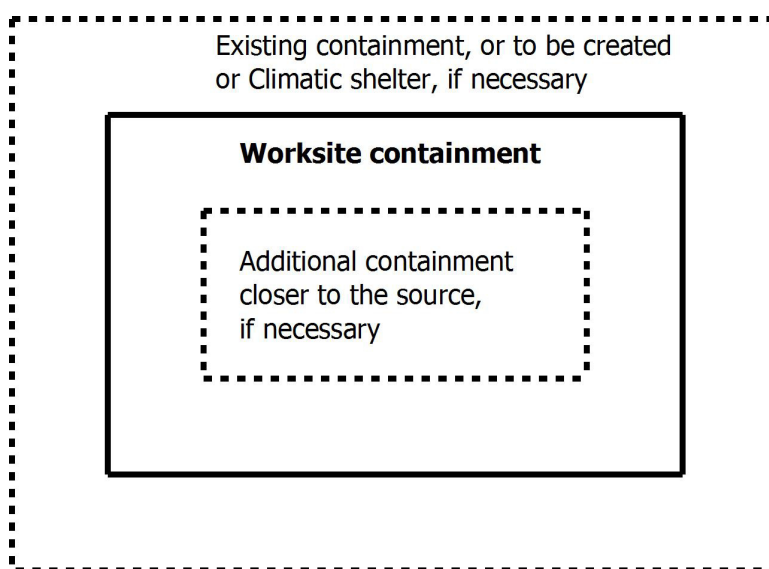 Existing containment, or to be created
or Climatic shelter, if necessary
Worksite containment
Additional containment
closer to the source,
if necessary